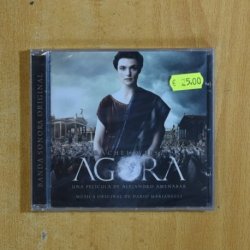 BANDA SONORA ORIGINAL
25,00
AGORA
UNA PELÍCULA DE ALEJANDRO AMENÁBAR
MÚSICA ORIGINAL DE DARIO MARIANELLI